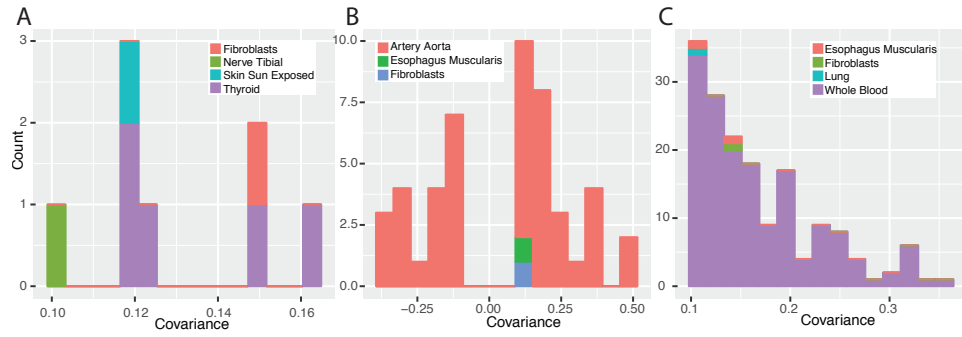 A
3
2
1
0
Count
Fibroblasts
Nerve Tibial
Skin Sun Exposed
Thyroid
0.10
0.12
0.14
0.16
Covariance
B
10.0
7.5
5.0
2.5
0.0
Artery Aorta
Esophagus Muscularis
Fibroblasts
−0.25
0.00
0.25
0.50
Covariance
C
30
20
10
0
Esophagus Muscularis
Fibroblasts
Lung
Whole Blood
0.1
0.2
0.3
Covariance